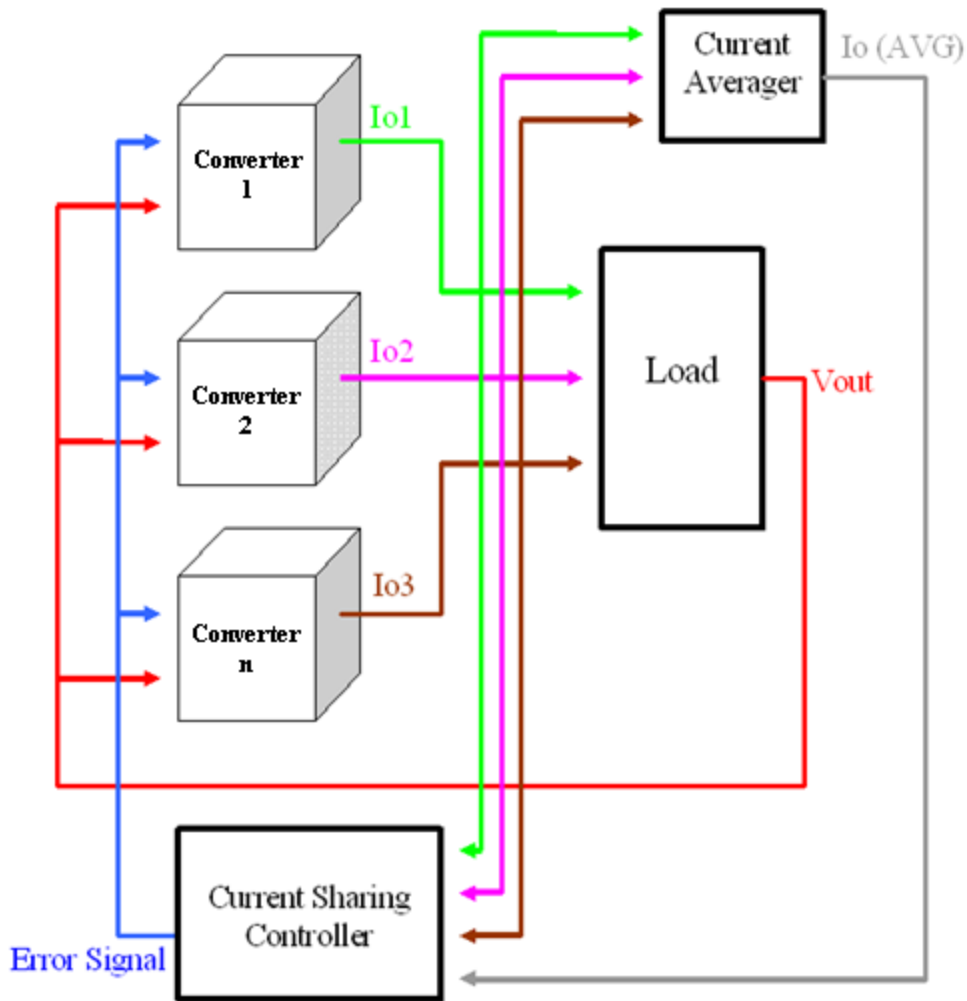 Current
Averager
Io (AVG)
Io1
Converter
1
Io2
Converter
2
Load
Vout
Io3
Converter
n
Current Sharing
Controller
Error Signal